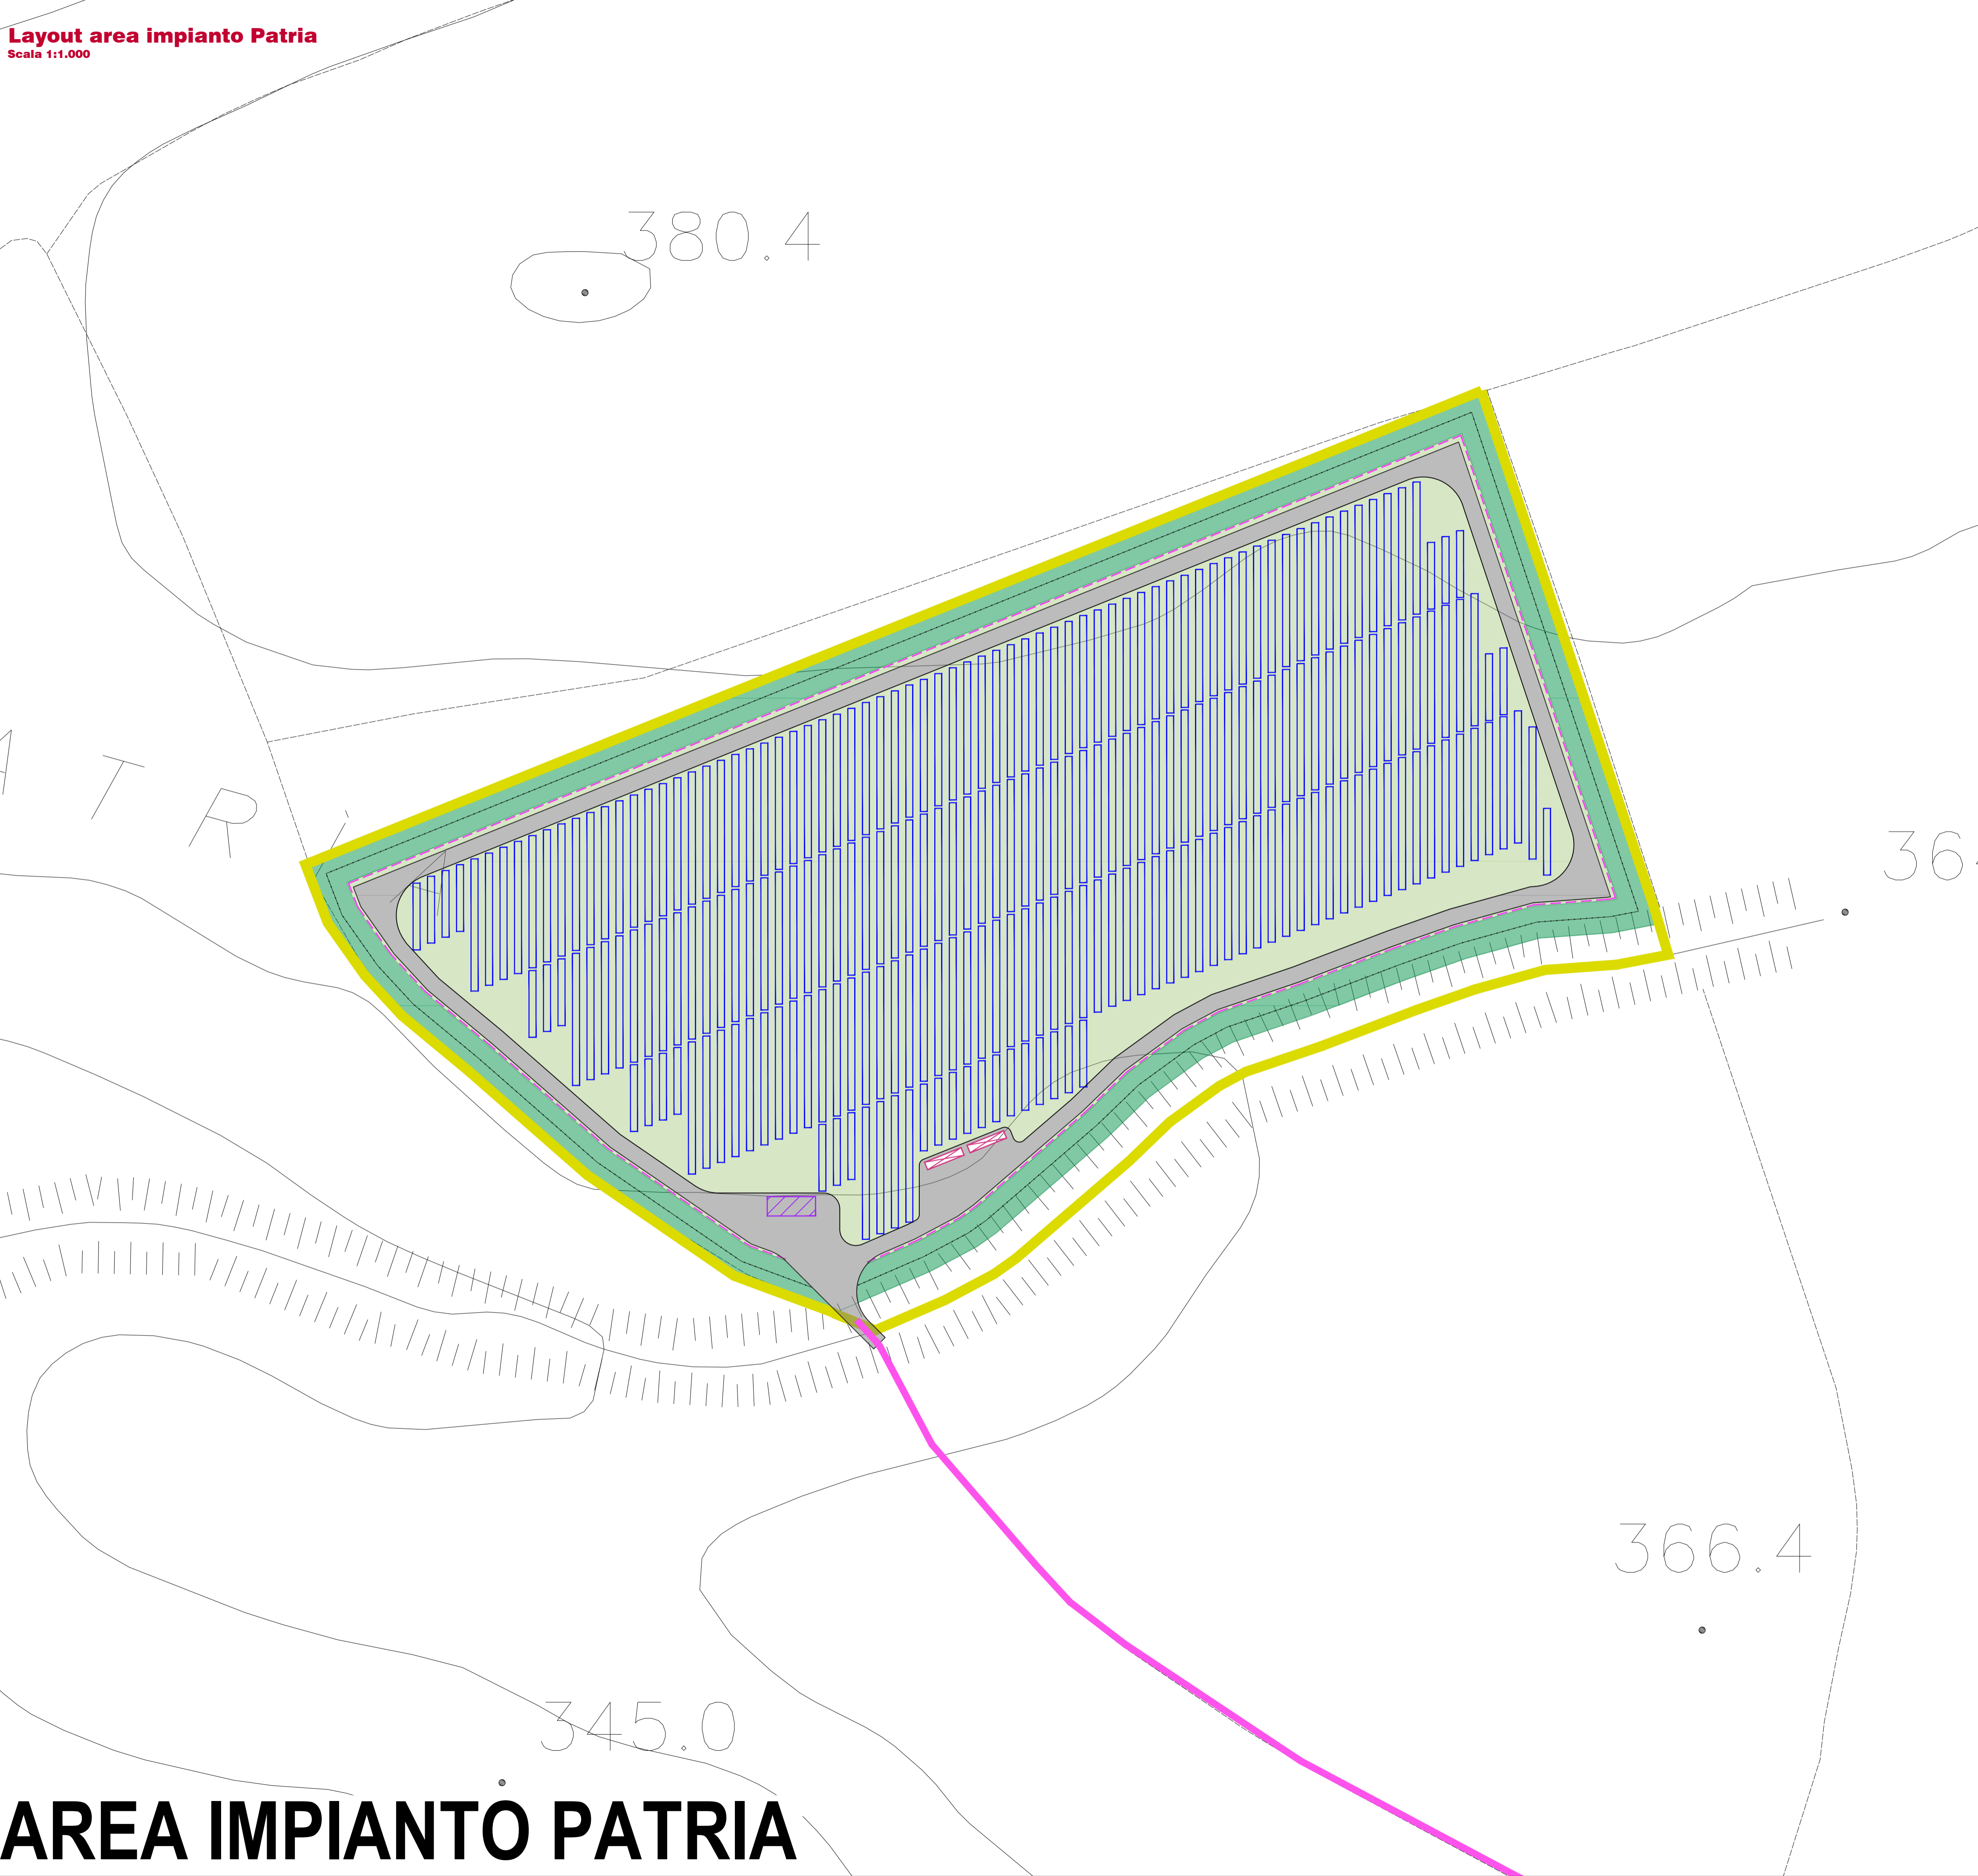 Layout area impianto Patria
Scala 1:1.000
380.4
T R
366.4
345.0
AREA IMPIANTO PATRIA